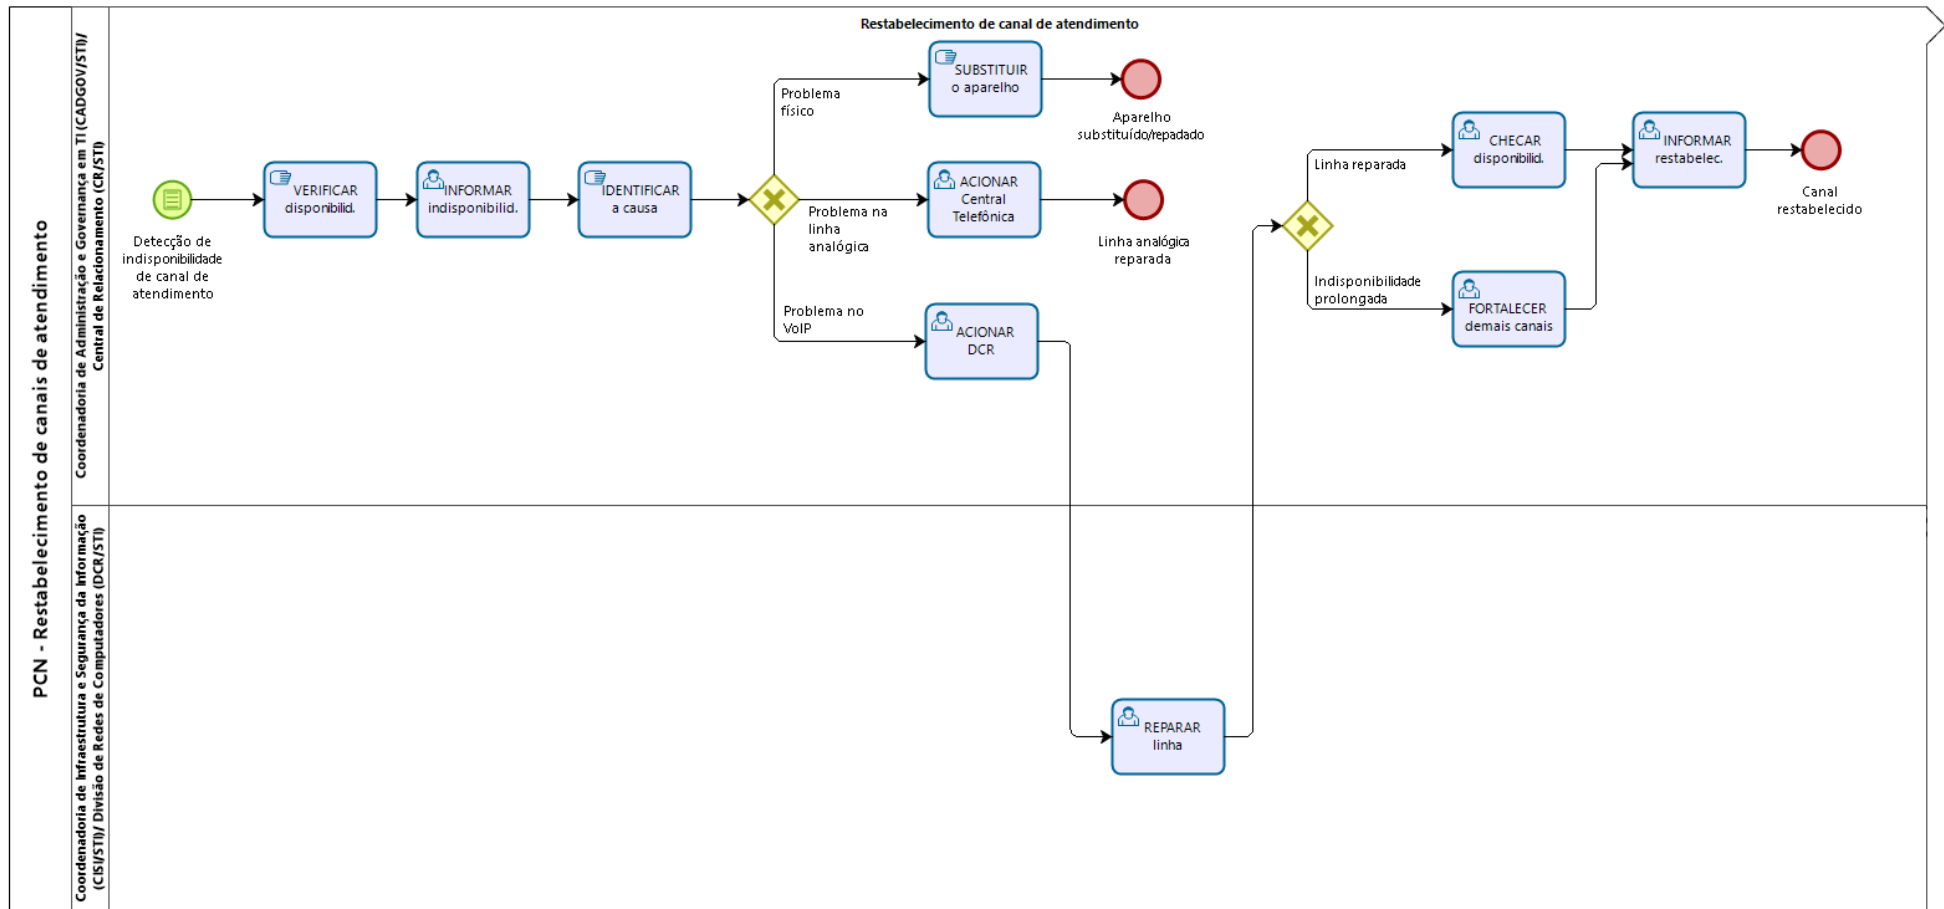 PCN - Restabelecimento de canais de atendimento
Coordenadoria de Administração e Governança em TI (CADGOV/STI)/
Central de Relacionamento (CR/STI)
Restabelecimento de canal de atendimento
Detecção de
indisponibilidade
de canal de
atendimento
VERIFICAR
disponibilid.
INFORMAR
indisponibilid.
IDENTIFICAR
a causa
Problema
físico
SUBSTITUIR
o aparelho
Aparelho
substituído/repadado
Problema na
linha
analógica
ACIONAR
Central
Telefônica
Linha analógica
reparada
Problema no
VoIP
ACIONAR
DCR
Linha reparada
CHECAR
disponibilid.
INFORMAR
restabelec.
Canal
restabelecido
Indisponibilidade
prolongada
FORTALECER
demais canais
Coordenadoria de Infraestrutura e Segurança da Informação
(CISI/STI)/ Divisão de Redes de Computadores (DCR/STI)
REPARAR
linha